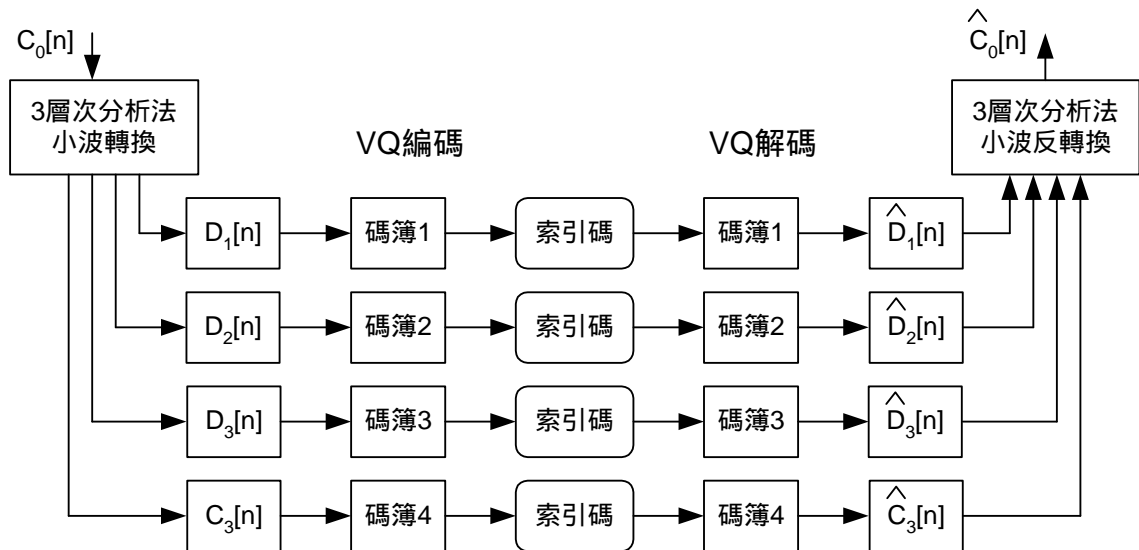 C₀[n]
Ĉ₀[n]
3層次分析法
小波轉換
VQ編碼
VQ解碼
3層次分析法
小波反轉換
D₁[n]
碼簿1
索引碼
碼簿1
D̂₁[n]
D₂[n]
碼簿2
索引碼
碼簿2
D̂₂[n]
D₃[n]
碼簿3
索引碼
碼簿3
D̂₃[n]
C₃[n]
碼簿4
索引碼
碼簿4
Ĉ₃[n]